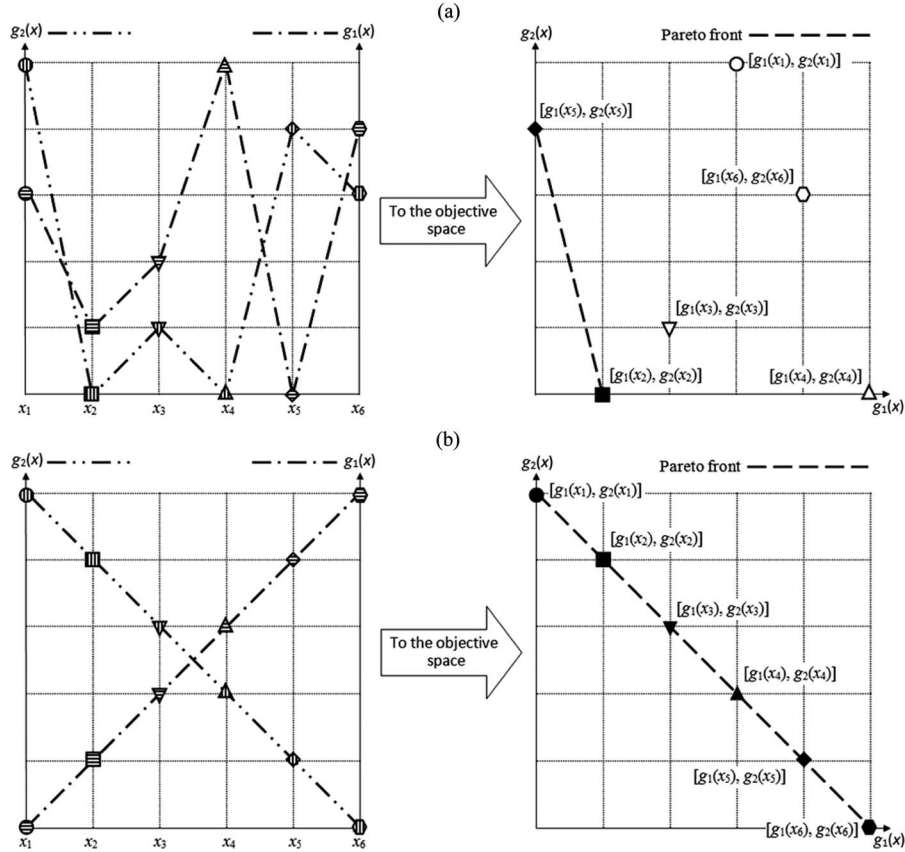 (a)
g2(x)
g1(x)
x1 x2 x3 x4 x5 x6
To the objective
space
g2(x)
Pareto front
[g1(x1), g2(x1)]
[g1(x5), g2(x5)]
[g1(x6), g2(x6)]
[g1(x3), g2(x3)]
[g1(x2), g2(x2)]
[g1(x4), g2(x4)]
g1(x)
(b)
g2(x)
g1(x)
x1 x2 x3 x4 x5 x6
To the objective
space
g2(x)
Pareto front
[g1(x1), g2(x1)]
[g1(x2), g2(x2)]
[g1(x3), g2(x3)]
[g1(x4), g2(x4)]
[g1(x5), g2(x5)]
[g1(x6), g2(x6)]
g1(x)